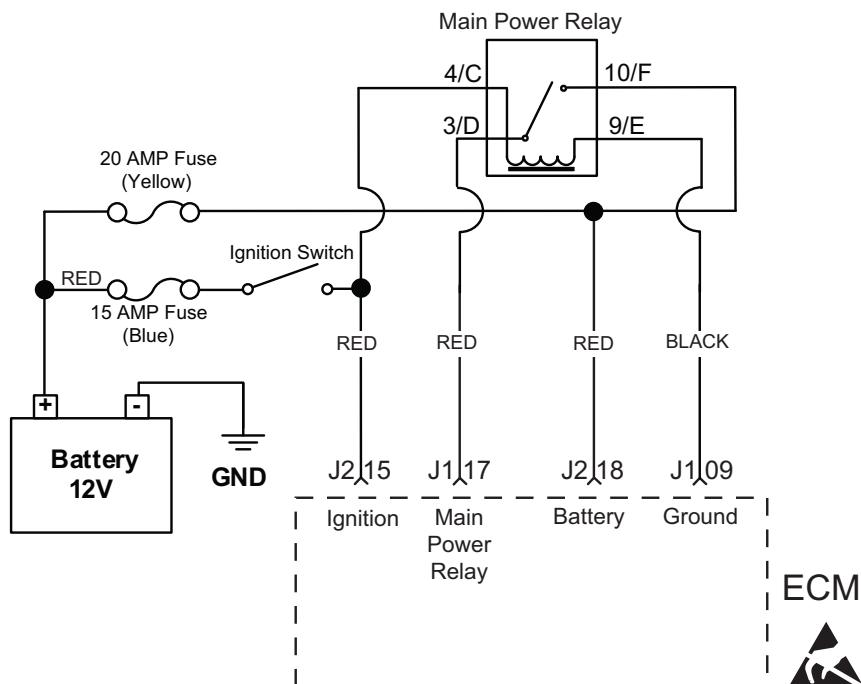 Main Power Relay
4/C
10/F
3/D
9/E
20 AMP Fuse
(Yellow)
Ignition Switch
RED
15 AMP Fuse
(Blue)
RED
RED
RED
BLACK
+
-
Battery
12V
GND
J2 15
J1 17
J2 18
J1 09
Ignition
Main
Power
Relay
Battery
Ground
ECM